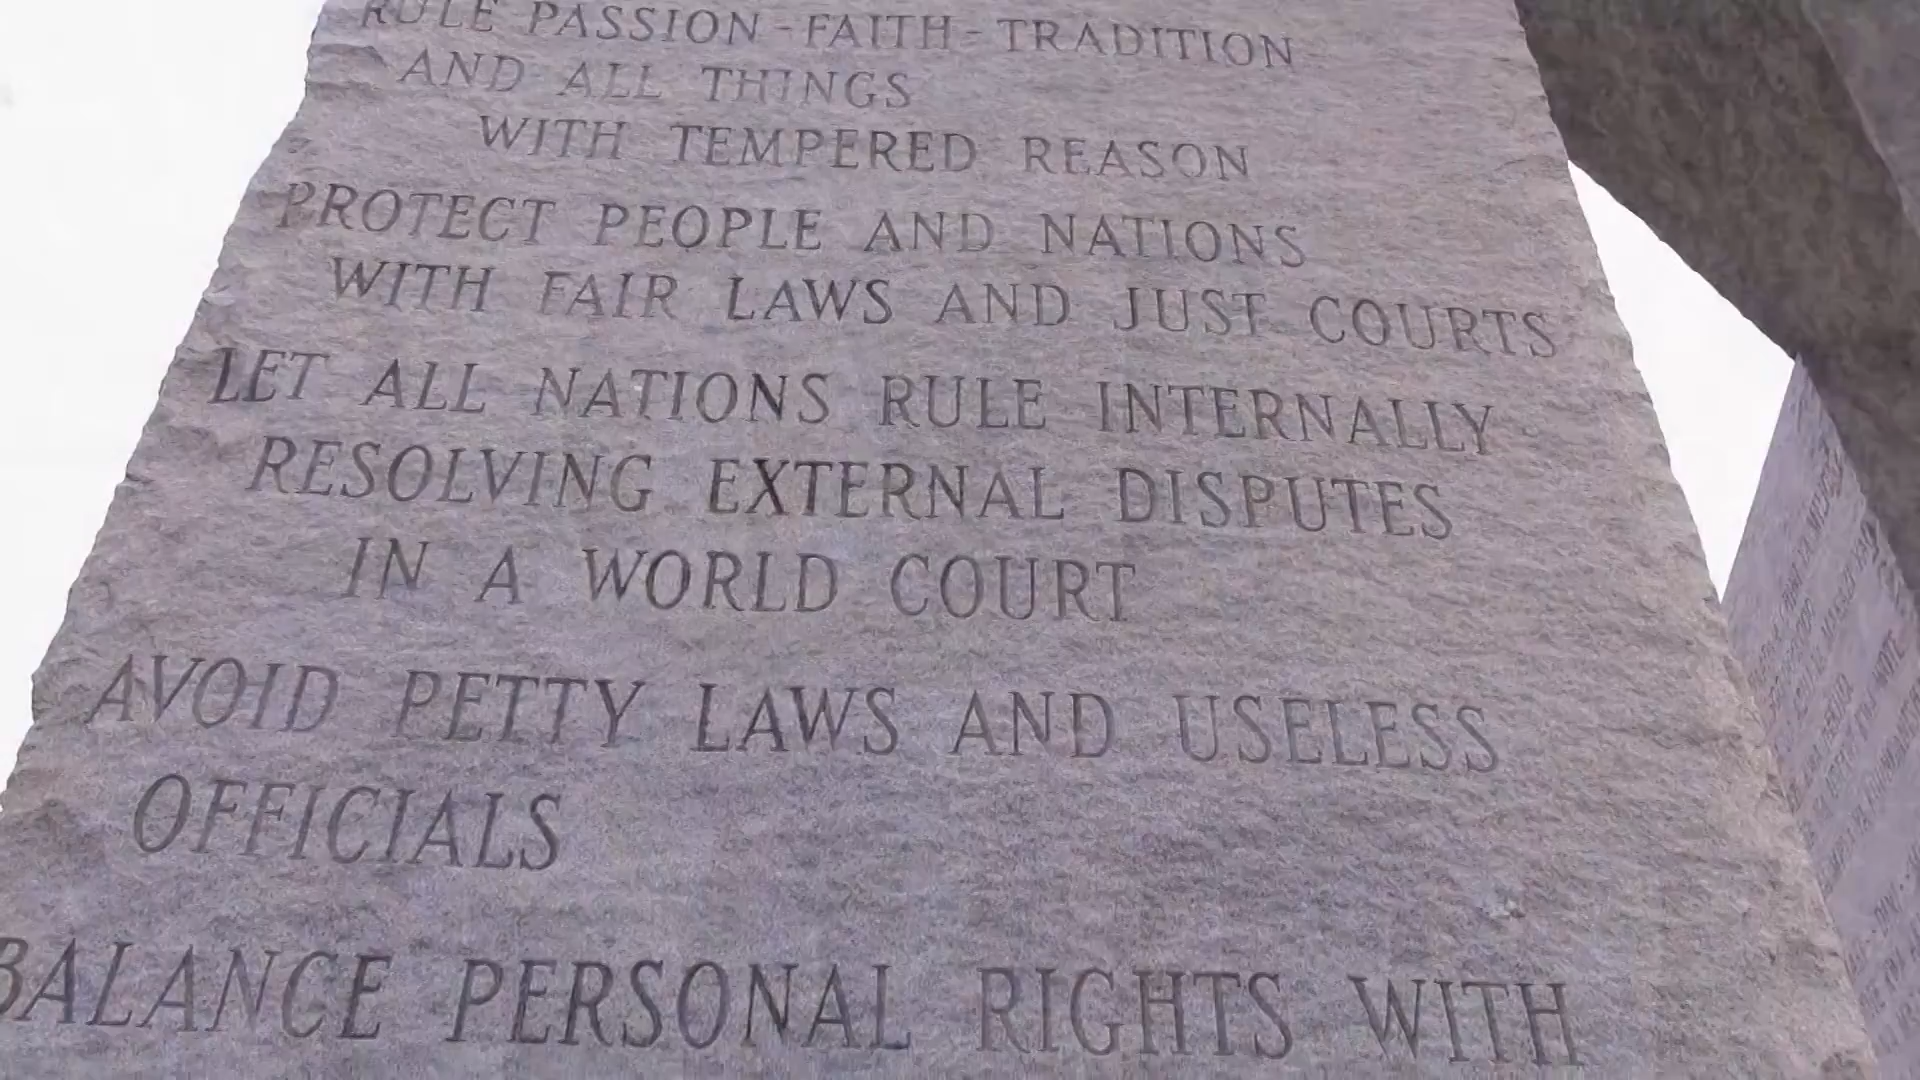 RULE PASSION - FAITH - TRADITION -
AND ALL THINGS
WITH TEMPERED REASON
PROTECT PEOPLE AND NATIONS
WITH FAIR LAWS AND JUST COURTS
LET ALL NATIONS RULE INTERNALLY
RESOLVING EXTERNAL DISPUTES
IN A WORLD COURT
AVOID PETTY LAWS AND USELESS
OFFICIALS
BALANCE PERSONAL RIGHTS WITH